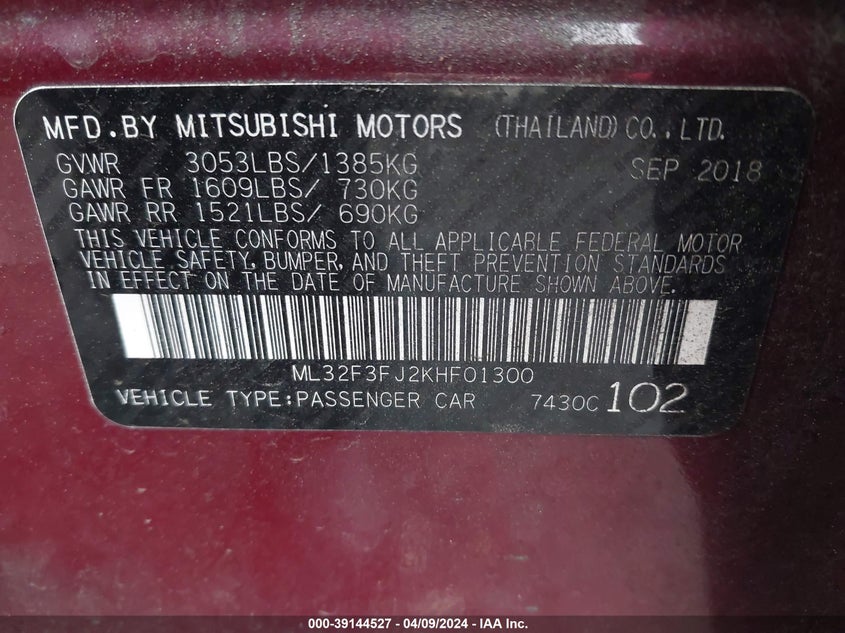 MFD.BY MITSUBISHI MOTORS (THAILAND)CO.,LTD.
GVWR 3053LBS/1385KG SEP 2018
GAWR FR 1609LBS/ 730KG
GAWR RR 1521LBS/ 690KG
THIS VEHICLE CONFORMS TO ALL APPLICABLE FEDERAL MOTOR
VEHICLE SAFETY, BUMPER, AND THEFT PREVENTION STANDARDS
IN EFFECT ON THE DATE OF MANUFACTURE SHOWN ABOVE.
ML32F3FJ2KHF01300
VEHICLE TYPE:PASSENGER CAR 7430C 102
000-39144527 - 04/09/2024 - IAA Inc.